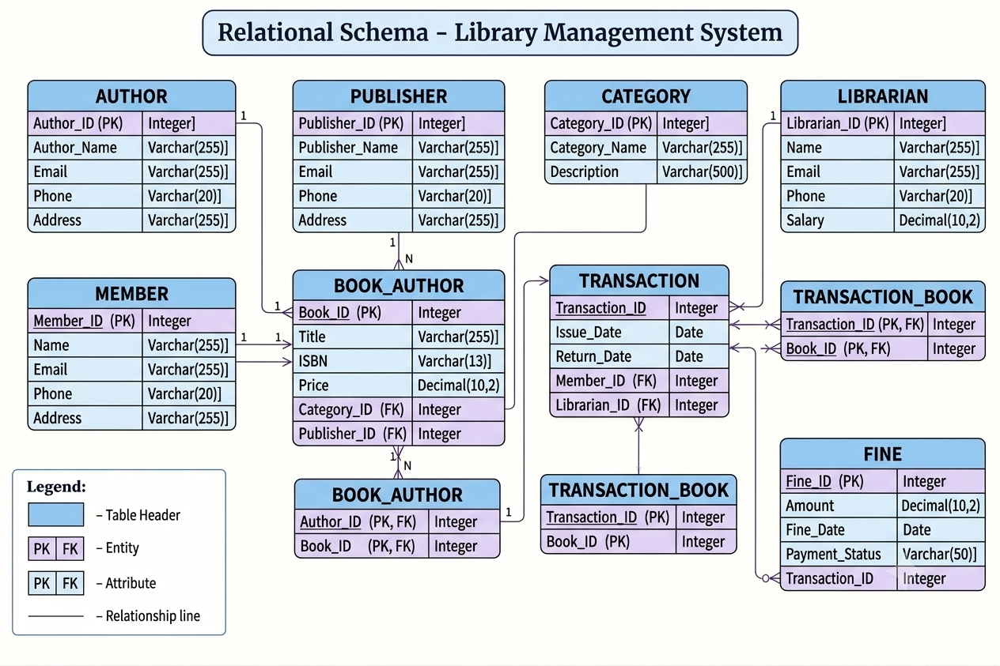 Relational Schema - Library Management System
AUTHOR
Author_ID (PK) Integer]
Author_Name Varchar(255)]
Email Varchar(255)]
Phone Varchar(20)]
Address Varchar(255)]
PUBLISHER
Publisher_ID (PK) Integer]
Publisher_Name Varchar(255)]
Email Varchar(255)]
Phone Varchar(20)]
Address Varchar(255)]
CATEGORY
Category_ID (PK) Integer]
Category_Name Varchar(255)]
Description Varchar(500)]
LIBRARIAN
Librarian_ID (PK) Integer]
Name Varchar(255)]
Email Varchar(255)]
Phone Varchar(20)]
Salary Decimal(10,2)
1
1
1
N
1
MEMBER
Member_ID (PK) Integer
Name Varchar(255)]
Email Varchar(255)]
Phone Varchar(20)]
Address Varchar(255)]
1
1
BOOK_AUTHOR
Book_ID (PK) Integer
Title Varchar(255)]
ISBN Varchar(13)]
Price Decimal(10,2)
Category_ID (FK) Integer
Publisher_ID (FK) Integer
TRANSACTION
Transaction_ID Integer
Issue_Date Date
Return_Date Date
Member_ID (FK) Integer
Librarian_ID (FK) Integer
TRANSACTION_BOOK
Transaction_ID (PK, FK) Integer
Book_ID (PK, FK) Integer
1
N
BOOK_AUTHOR
Author_ID (PK, FK) Integer
Book_ID (PK, FK) Integer
1
TRANSACTION_BOOK
Transaction_ID (PK) Integer
Book_ID (PK) Integer
FINE
Fine_ID (PK) Integer
Amount Decimal(10,2)
Fine_Date Date
Payment_Status Varchar(50)]
Transaction_ID Integer
Legend:
– Table Header
PK FK – Entity
PK FK – Attribute
– Relationship line